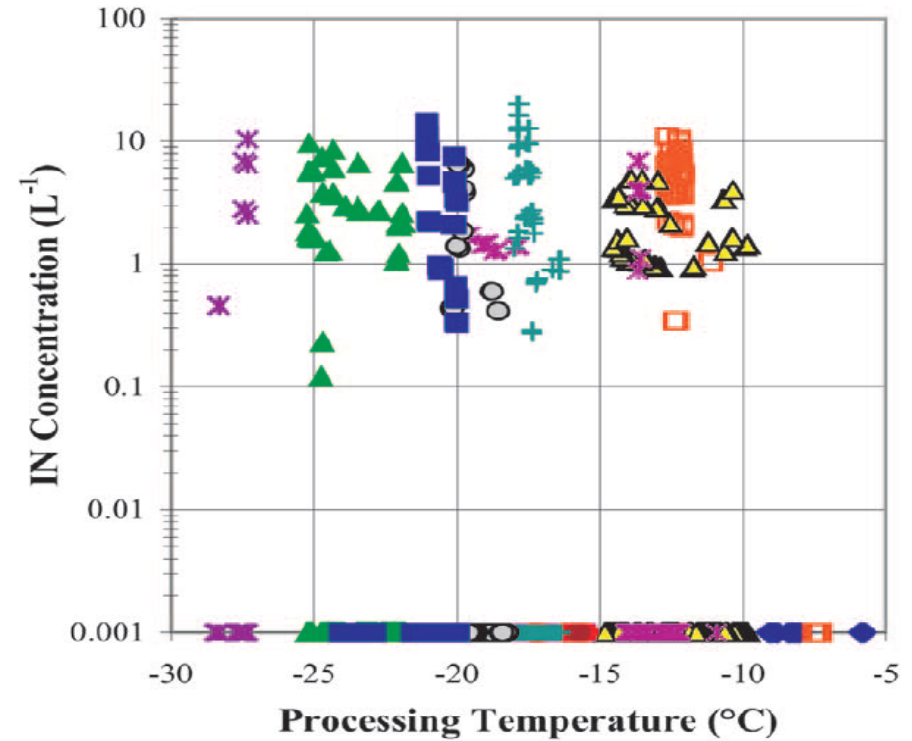 100
10
1
0.1
0.01
0.001
IN Concentration (L⁻¹)
-30 -25 -20 -15 -10 -5
Processing Temperature (°C)